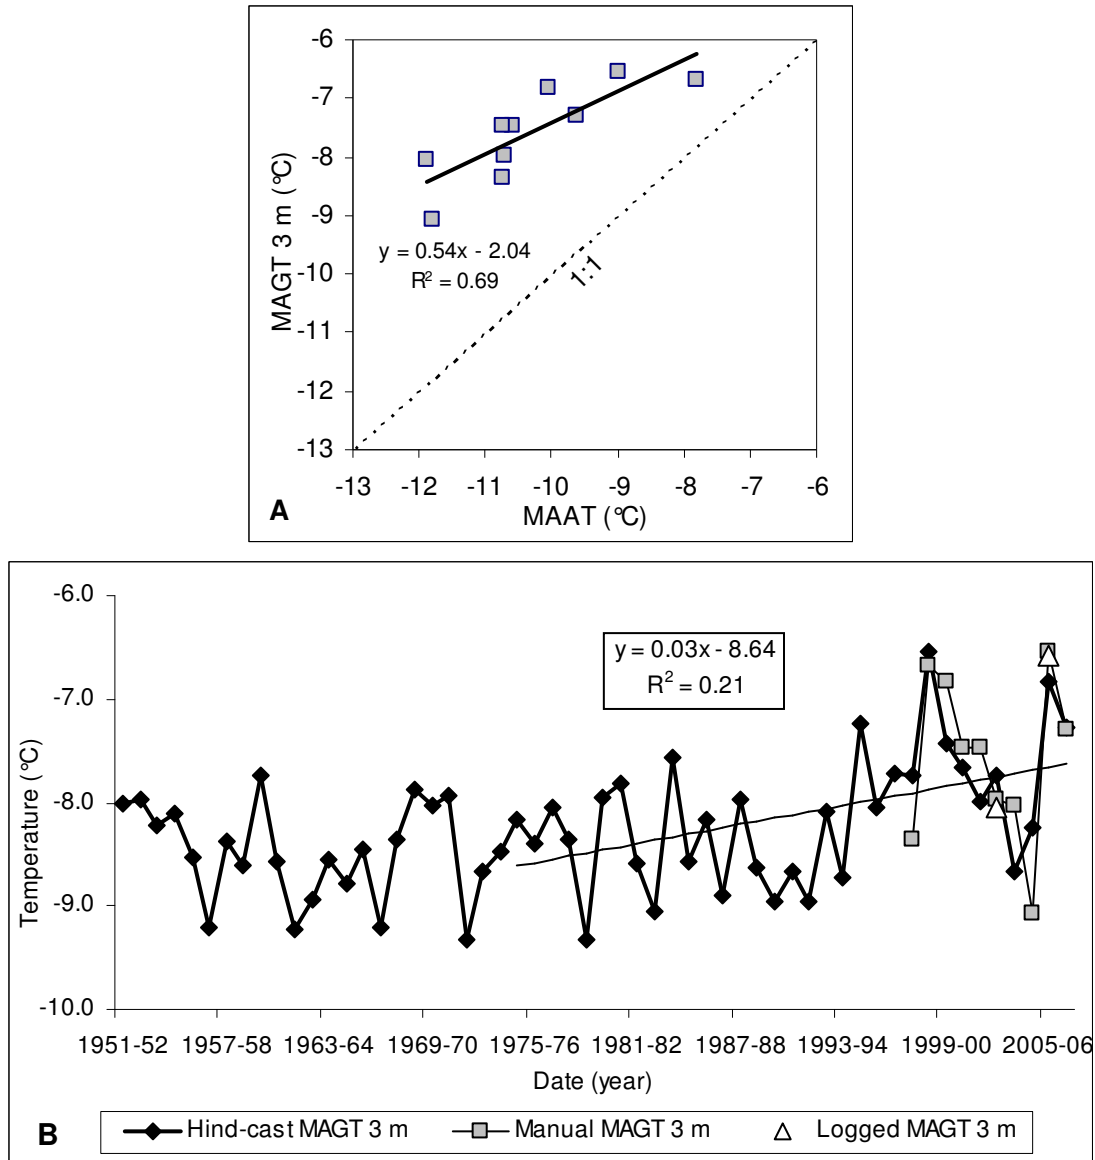 -6
-7
-8
-9
-10
-11
-12
-13
MAGT 3 m (°C)
y = 0.54x - 2.04
R² = 0.69
1:1
-13 -12 -11 -10 -9 -8 -7 -6
MAAT (°C)
A
-6.0
-7.0
-8.0
-9.0
-10.0
Temperature (°C)
y = 0.03x - 8.64
R² = 0.21
1951-52 1957-58 1963-64 1969-70 1975-76 1981-82 1987-88 1993-94 1999-00 2005-06
Date (year)
B
Hind-cast MAGT 3 m Manual MAGT 3 m Logged MAGT 3 m